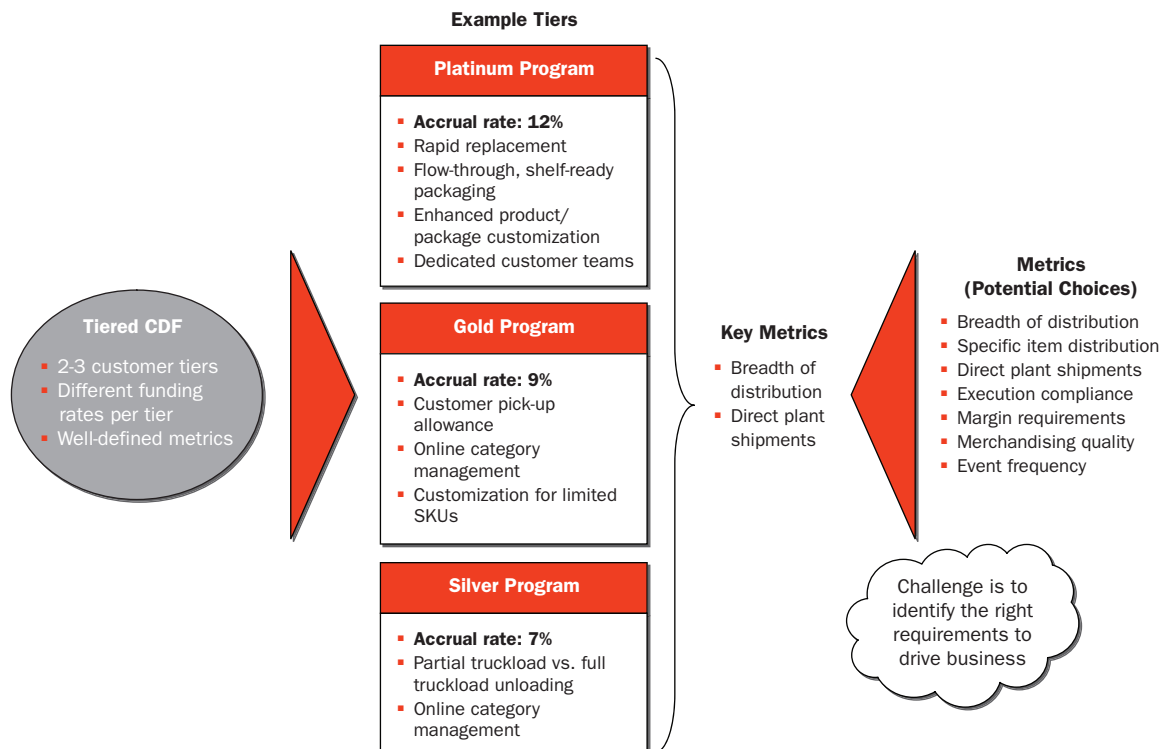 Example Tiers
Platinum Program
Accrual rate: 12%
Rapid replacement
Flow-through, shelf-ready
packaging
Enhanced product/
package customization
Dedicated customer teams
Tiered CDF
2-3 customer tiers
Different funding
rates per tier
Well-defined metrics
Gold Program
Accrual rate: 9%
Customer pick-up
allowance
Online category
management
Customization for limited
SKUs
Silver Program
Accrual rate: 7%
Partial truckload vs. full
truckload unloading
Online category
management
Key Metrics
Breadth of
distribution
Direct plant
shipments
Metrics
(Potential Choices)
Breadth of distribution
Specific item distribution
Direct plant shipments
Execution compliance
Margin requirements
Merchandising quality
Event frequency
Challenge is to
identify the right
requirements to
drive business